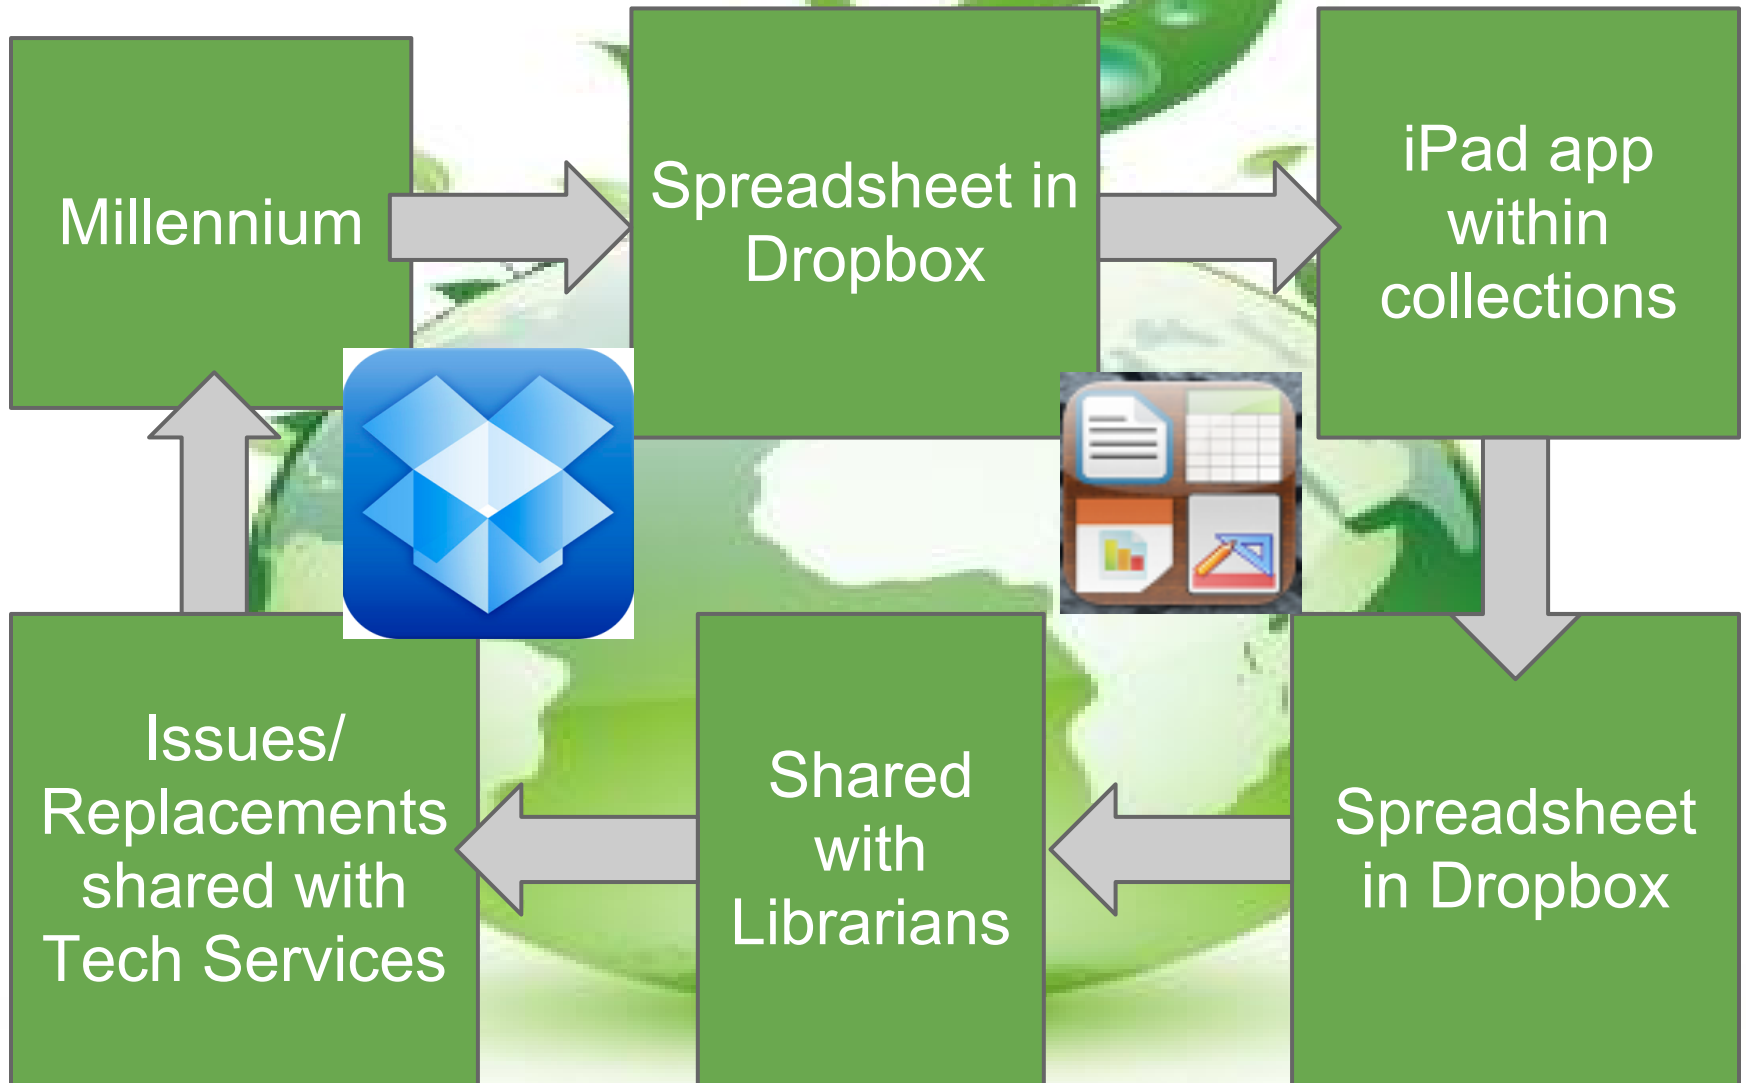 Millennium
Spreadsheet in
Dropbox
iPad app
within
collections
Issues/
Replacements
shared with
Tech Services
Shared
with
Librarians
Spreadsheet
in Dropbox